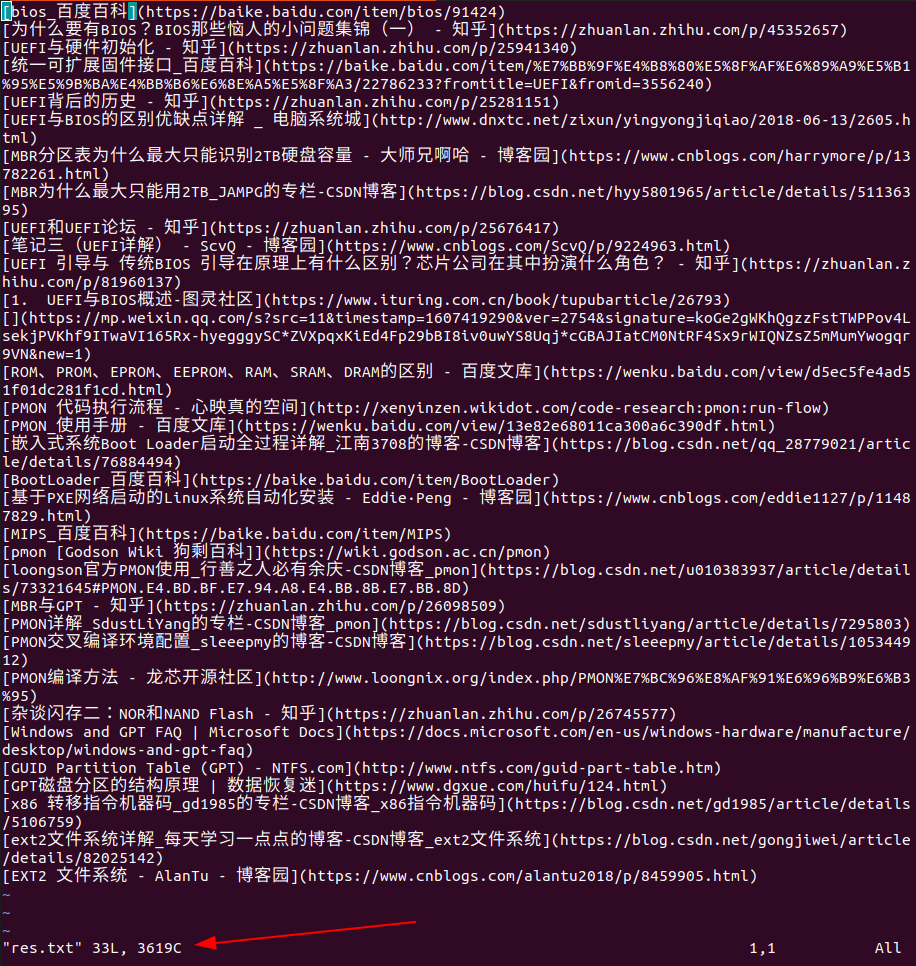 [bios_百度百科](https://baike.baidu.com/item/bios/91424)
[为什么要有BIOS？BIOS那些恼人的小问题集锦（一） - 知乎](https://zhuanlan.zhihu.com/p/45352657)
[UEFI与硬件初始化 - 知乎](https://zhuanlan.zhihu.com/p/25941340)
[统一可扩展固件接口_百度百科](https://baike.baidu.com/item/%E7%BB%9F%E4%B8%80%E5%8F%AF%E6%89%A9%E5%B1
%95%E5%9B%BA%E4%BB%B6%E6%8E%A5%E5%8F%A3/22786233?fromtitle=UEFI&fromid=3556240)
[UEFI背后的历史 - 知乎](https://zhuanlan.zhihu.com/p/25281151)
[UEFI与BIOS的区别优缺点详解 _ 电脑系统城](http://www.dnxtc.net/zixun/yingyongjiqiao/2018-06-13/2605.h
tml)
[MBR分区表为什么最大只能识别2TB硬盘容量 - 大师兄啊哈 - 博客园](https://www.cnblogs.com/harrymore/p/13
782261.html)
[MBR为什么最大只能用2TB_JAMPG的专栏-CSDN博客](https://blog.csdn.net/hyy5801965/article/details/511363
95)
[UEFI和UEFI论坛 - 知乎](https://zhuanlan.zhihu.com/p/25676417)
[笔记三（UEFI详解） - ScvQ - 博客园](https://www.cnblogs.com/ScvQ/p/9224963.html)
[UEFI 引导与 传统BIOS 引导在原理上有什么区别？芯片公司在其中扮演什么角色？ - 知乎](https://zhuanlan.z
hihu.com/p/81960137)
[1.  UEFI与BIOS概述-图灵社区](https://www.ituring.com.cn/book/tupubarticle/26793)
[](https://mp.weixin.qq.com/s?src=11&timestamp=1607419290&ver=2754&signature=koGe2gWKhQgzzFstTWPPov4L
sekjPVKhf9ITwaVI165Rx-hyegggySC*ZVXpqxKiEd4Fp29bBI8iv0uwYS8Uqj*cGBAJIatCM0NtRF4Sx9rWIQNZsZ5mMumYwogqr
9VN&new=1)
[ROM、PROM、EPROM、EEPROM、RAM、SRAM、DRAM的区别 - 百度文库](https://wenku.baidu.com/view/d5ec5fe4ad5
1f01dc281f1cd.html)
[PMON 代码执行流程 - 心映真的空间](http://xenyinzen.wikidot.com/code-research:pmon:run-flow)
[PMON_使用手册 - 百度文库](https://wenku.baidu.com/view/13e82e68011ca300a6c390df.html)
[嵌入式系统Boot Loader启动全过程详解_江南3708的博客-CSDN博客](https://blog.csdn.net/qq_28779021/artic
le/details/76884494)
[BootLoader_百度百科](https://baike.baidu.com/item/BootLoader)
[基于PXE网络启动的Linux系统自动化安装 - Eddie·Peng - 博客园](https://www.cnblogs.com/eddie1127/p/1148
7829.html)
[MIPS_百度百科](https://baike.baidu.com/item/MIPS)
[pmon [Godson Wiki 狗剩百科]](https://wiki.godson.ac.cn/pmon)
[loongson官方PMON使用_行善之人必有余庆-CSDN博客_pmon](https://blog.csdn.net/u010383937/article/detail
s/73321645#PMON.E4.BD.BF.E7.94.A8.E4.BB.8B.E7.BB.8D)
[MBR与GPT - 知乎](https://zhuanlan.zhihu.com/p/26098509)
[PMON详解_SdustLiYang的专栏-CSDN博客_pmon](https://blog.csdn.net/sdustliyang/article/details/7295803)
[PMON交叉编译环境配置_sleeepmy的博客-CSDN博客](https://blog.csdn.net/sleeepmy/article/details/1053449
12)
[PMON编译方法 - 龙芯开源社区](http://www.loongnix.org/index.php/PMON%E7%BC%96%E8%AF%91%E6%96%B9%E6%B3
%95)
[杂谈闪存二：NOR和NAND Flash - 知乎](https://zhuanlan.zhihu.com/p/26745577)
[Windows and GPT FAQ | Microsoft Docs](https://docs.microsoft.com/en-us/windows-hardware/manufacture/
desktop/windows-and-gpt-faq)
[GUID Partition Table (GPT) - NTFS.com](http://www.ntfs.com/guid-part-table.htm)
[GPT磁盘分区的结构原理 | 数据恢复迷](https://www.dgxue.com/huifu/124.html)
[x86 转移指令机器码_gd1985的专栏-CSDN博客_x86指令机器码](https://blog.csdn.net/gd1985/article/details
/5106759)
[ext2文件系统详解_每天学习一点点的博客-CSDN博客_ext2文件系统](https://blog.csdn.net/gongjiwei/article
/details/82025142)
[EXT2 文件系统 - AlanTu - 博客园](https://www.cnblogs.com/alantu2018/p/8459905.html)
~
~
~
"res.txt" 33L, 3619C 1,1 All